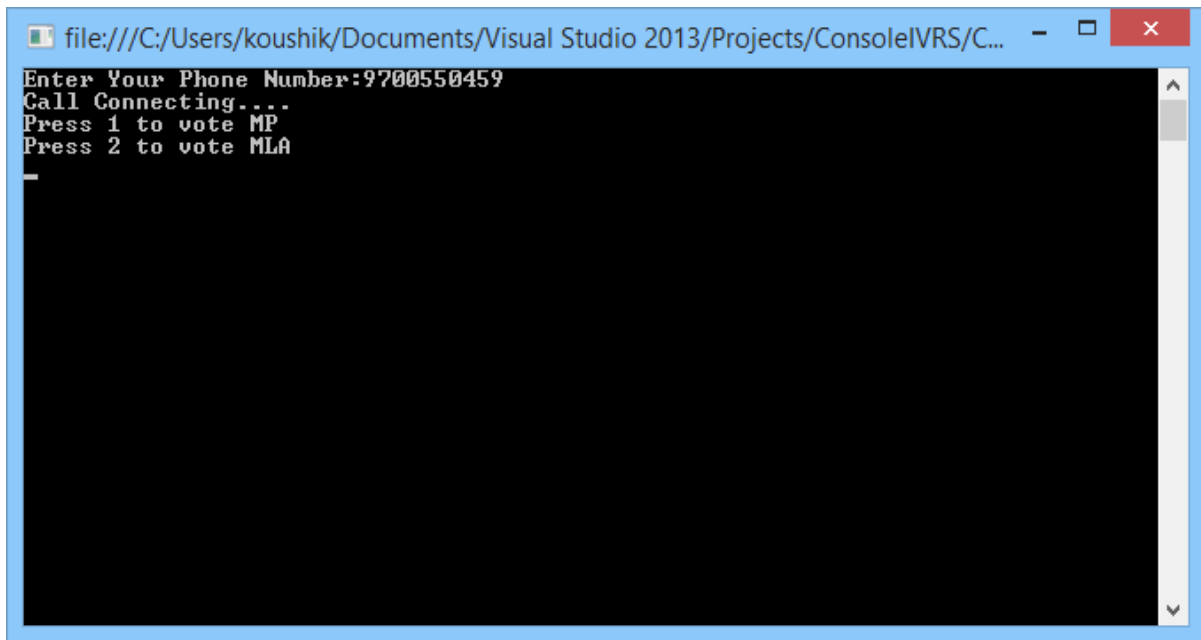 file:///C:/Users/koushik/Documents/Visual Studio 2013/Projects/ConsoleIVRS/C...
Enter Your Phone Number:9700550459
Call Connecting....
Press 1 to vote MP
Press 2 to vote MLA